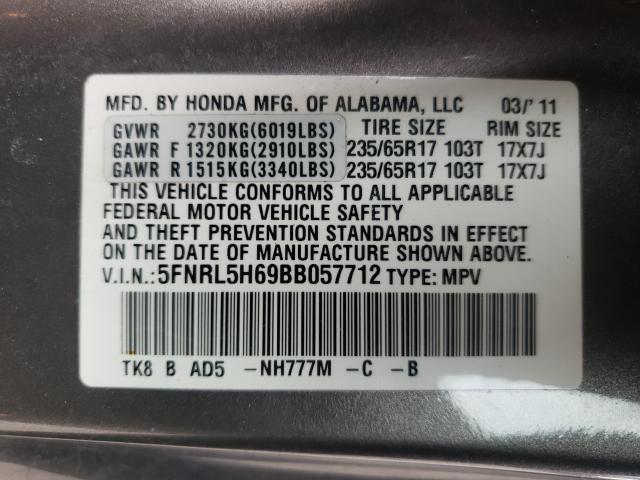 MFD. BY HONDA MFG. OF ALABAMA, LLC 03/'11
GVWR 2730KG(6019LBS) TIRE SIZE RIM SIZE
GAWR F 1320KG(2910LBS) 235/65R17 103T 17X7J
GAWR R 1515KG(3340LBS) 235/65R17 103T 17X7J
THIS VEHICLE CONFORMS TO ALL APPLICABLE
FEDERAL MOTOR VEHICLE SAFETY
AND THEFT PREVENTION STANDARDS IN EFFECT
ON THE DATE OF MANUFACTURE SHOWN ABOVE.
V.I.N.: 5FNRL5H69BB057712 TYPE: MPV
TK8 B AD5 -NH777M -C -B